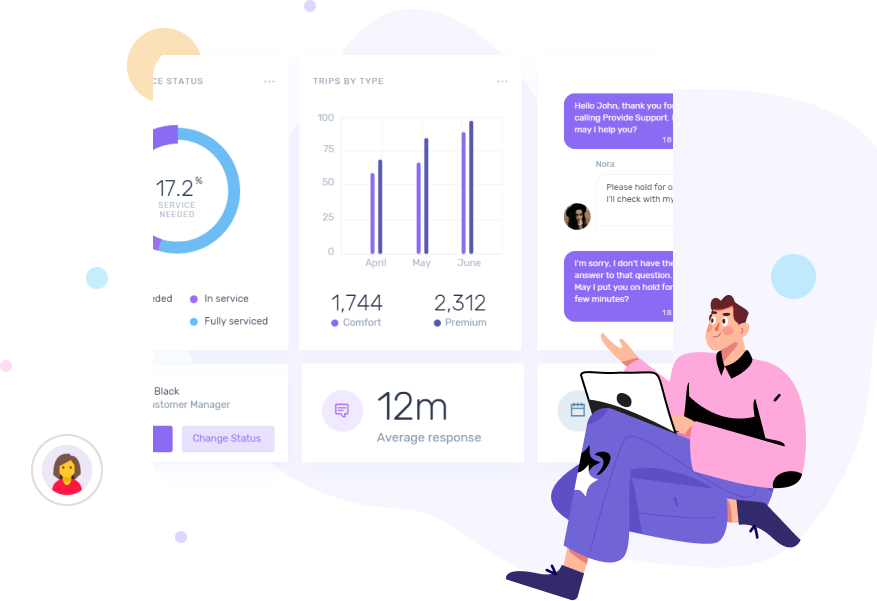 CE STATUS
17.2%
SERVICE
NEEDED
eded
In service
Fully serviced
TRIPS BY TYPE
100
75
50
25
0
April May June
1,744
Comfort
2,312
Premium
Hello John, thank you for
calling Provide Support.
may I help you?
18
Nora
Please hold for o
I'll check with my
I'm sorry, I don't have the
answer to that question.
May I put you on hold for
few minutes?
18
Black
ustomer Manager
Change Status
12m
Average response